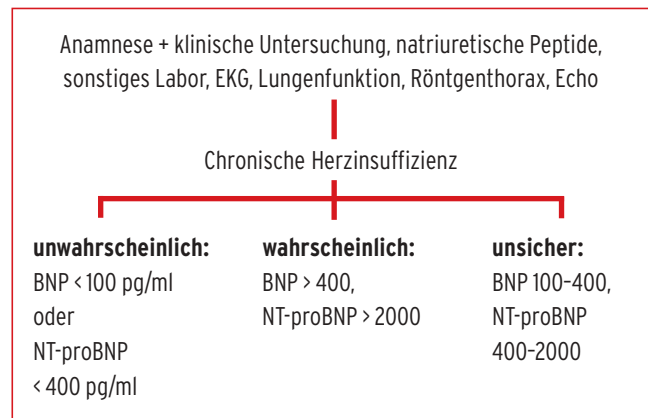 Anamnese + klinische Untersuchung, natriuretische Peptide,
sonstiges Labor, EKG, Lungenfunktion, Röntgenthorax, Echo
Chronische Herzinsuffizienz
unwahrscheinlich:
BNP < 100 pg/ml
oder
NT-proBNP
< 400 pg/ml
wahrscheinlich:
BNP > 400,
NT-proBNP > 2000
unsicher:
BNP 100-400,
NT-proBNP
400-2000